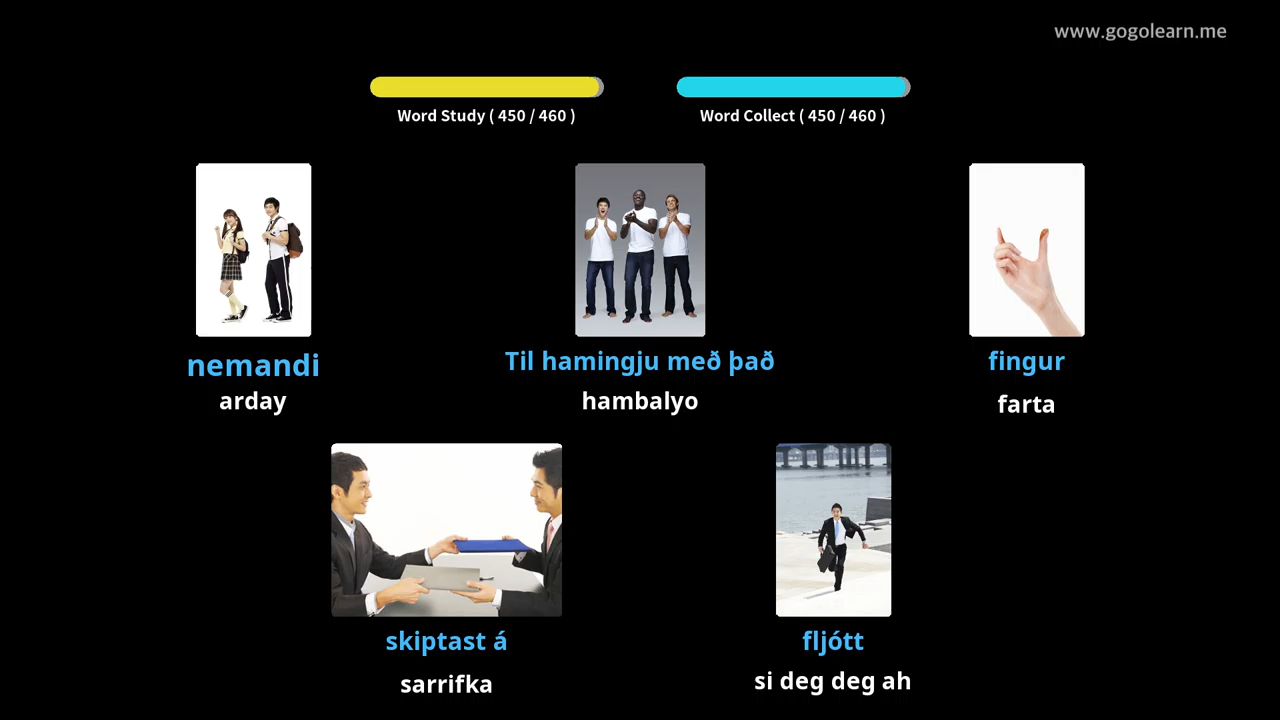 www.gogolearn.me
Word Study ( 450 / 460 )
Word Collect ( 450 / 460 )
nemandi
arday
Til hamingju með það
hambalyo
fingur
farta
skiptast á
sarrifka
fljótt
si deg deg ah